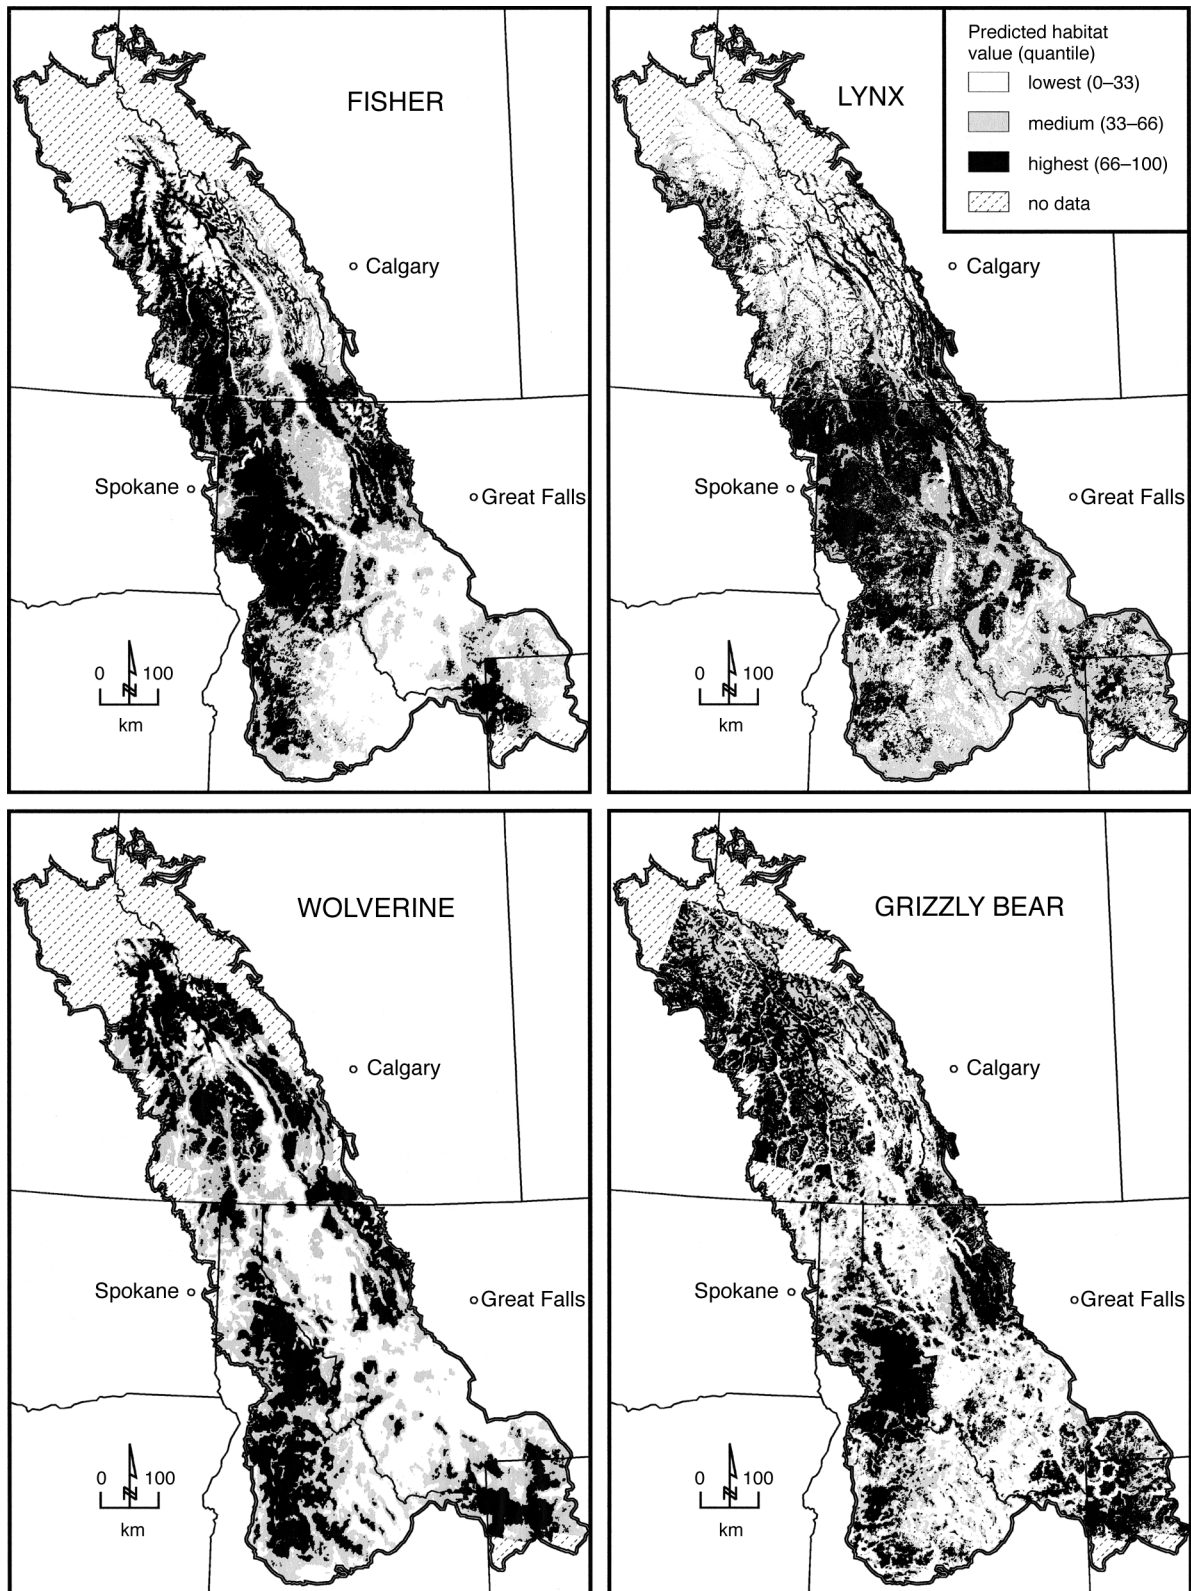 FISHER
Calgary
Spokane
Great Falls
0 100
N
km
LYNX
Predicted habitat
value (quantile)
lowest (0–33)
medium (33–66)
highest (66–100)
no data
Calgary
Spokane
Great Falls
0 100
N
km
WOLVERINE
Calgary
Spokane
Great Falls
0 100
N
km
GRIZZLY BEAR
Calgary
Spokane
Great Falls
0 100
N
km